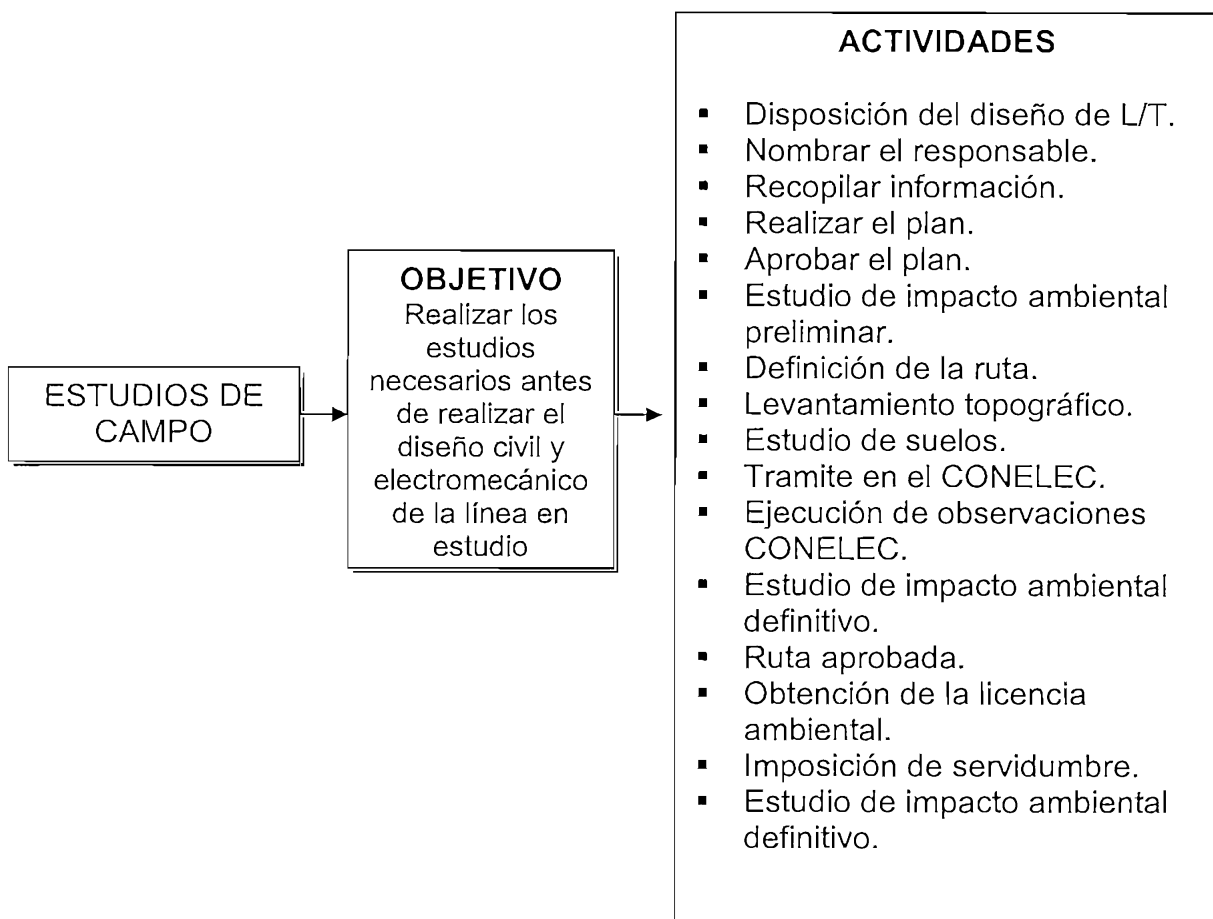 ESTUDIOS DE
CAMPO
OBJETIVO
Realizar los
estudios
necesarios antes
de realizar el
diseño civil y
electromecánico
de la línea en
estudio
ACTIVIDADES
▪ Disposición del diseño de L/T.
▪ Nombrar el responsable.
▪ Recopilar información.
▪ Realizar el plan.
▪ Aprobar el plan.
▪ Estudio de impacto ambiental
preliminar.
▪ Definición de la ruta.
▪ Levantamiento topográfico.
▪ Estudio de suelos.
▪ Tramite en el CONELEC.
▪ Ejecución de observaciones
CONELEC.
▪ Estudio de impacto ambiental
definitivo.
▪ Ruta aprobada.
▪ Obtención de la licencia
ambiental.
▪ Imposición de servidumbre.
▪ Estudio de impacto ambiental
definitivo.